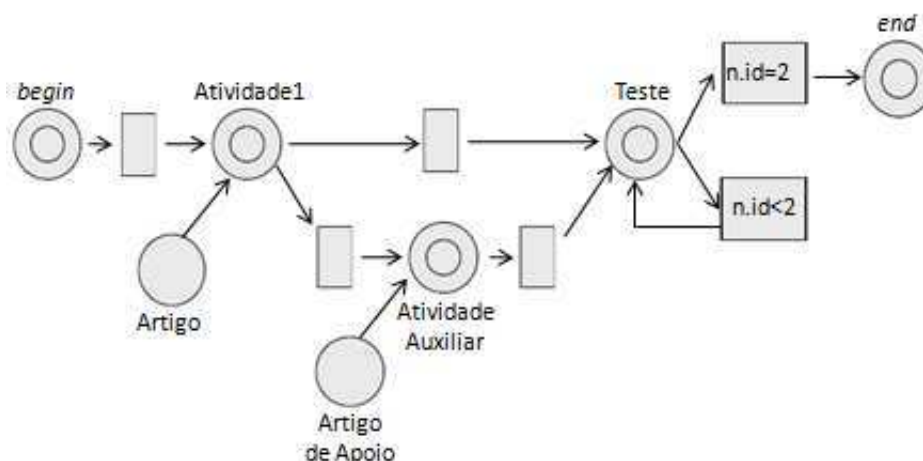 end
n.id=2
begin
Atividade1
Teste
n.id<2
Artigo
Atividade
Auxiliar
Artigo
de Apoio